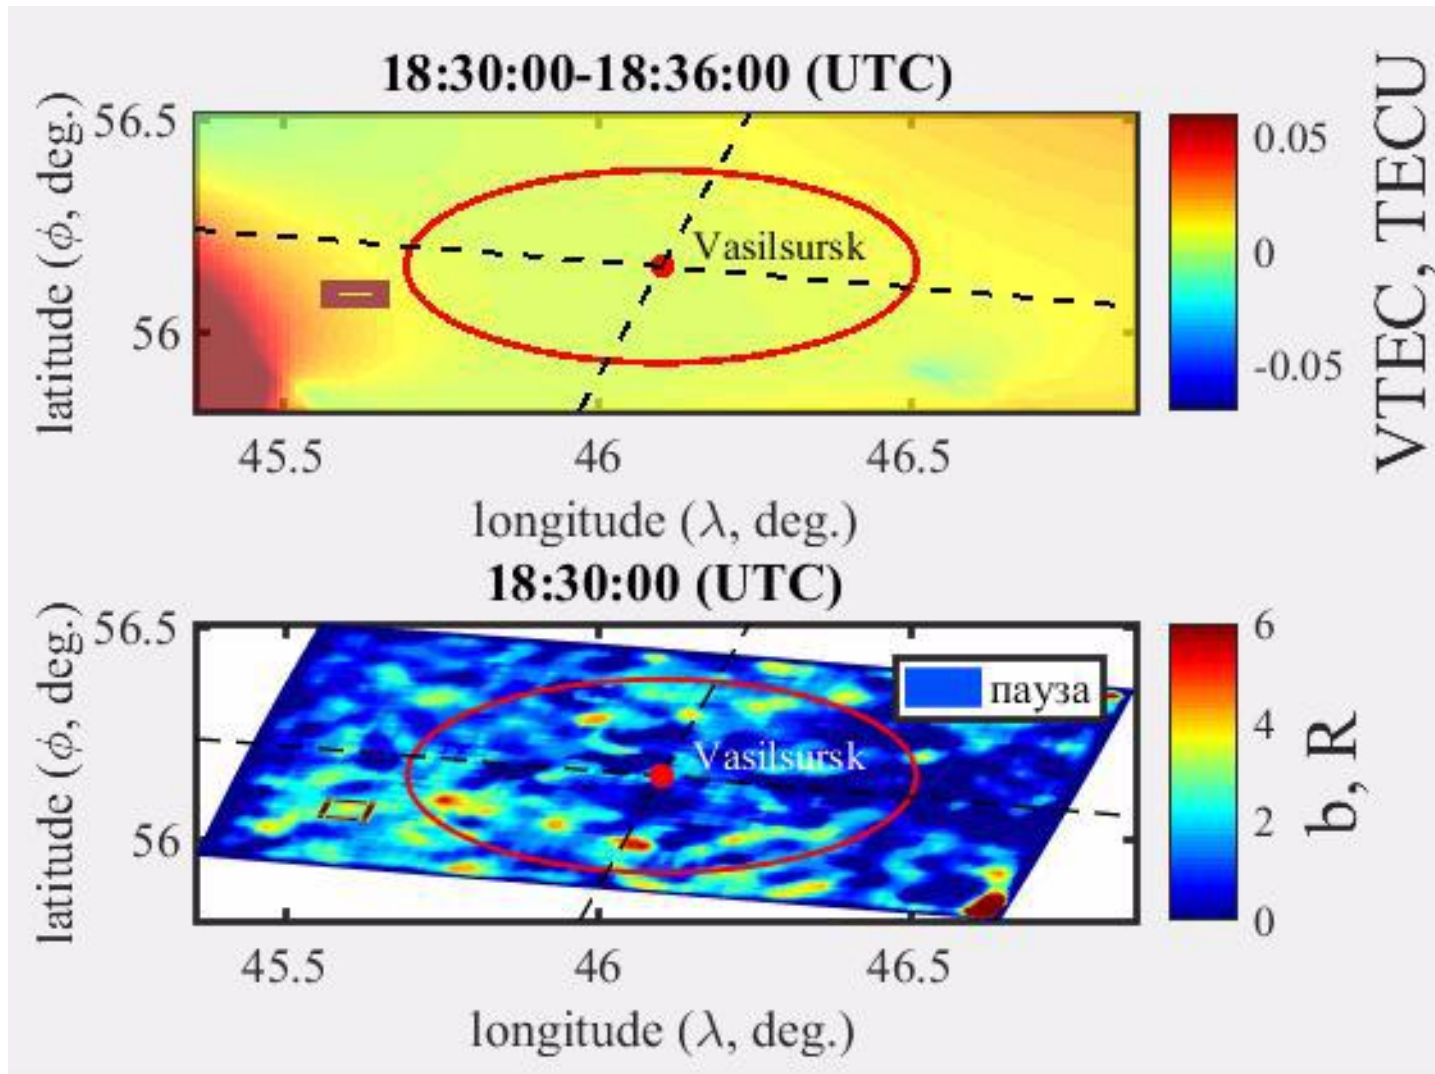 18:30:00-18:36:00 (UTC)
latitude (ϕ, deg.)
56.5
56
Vasilsursk
45.5 46 46.5
longitude (λ, deg.)
0.05
0
-0.05
VTEC, TECU
18:30:00 (UTC)
latitude (ϕ, deg.)
56.5
56
пауза
Vasilsursk
45.5 46 46.5
longitude (λ, deg.)
6
4
2
0
b, R